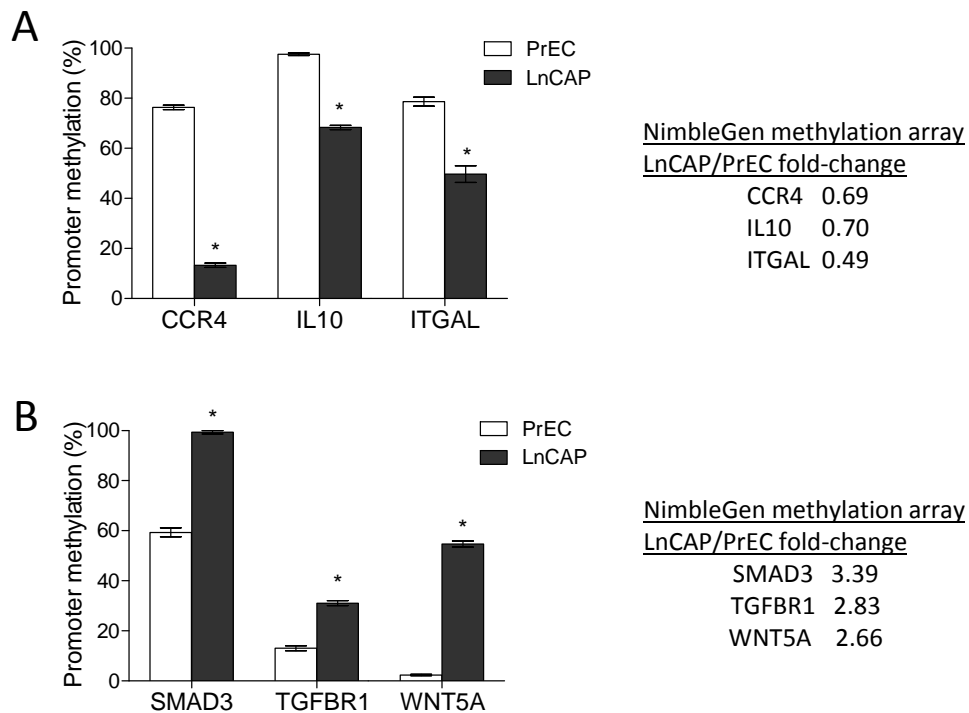 A
Promoter methylation (%)
100
80
60
40
20
0
PrEC
LnCAP
*
*
*
CCR4 IL10 ITGAL
NimbleGen methylation array
LnCAP/PrEC fold-change
CCR4 0.69
IL10 0.70
ITGAL 0.49
B
Promoter methylation (%)
100
80
60
40
20
0
PrEC
LnCAP
*
*
*
SMAD3 TGFBR1 WNT5A
NimbleGen methylation array
LnCAP/PrEC fold-change
SMAD3 3.39
TGFBR1 2.83
WNT5A 2.66